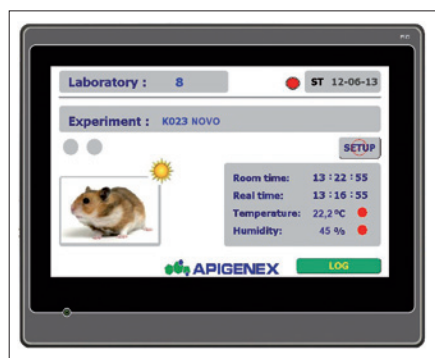 Laboratory : 8 ST 12-06-13
Experiment : K023 NOVO
SETUP
Room time: 13 : 22 : 55
Real time: 13 : 16 : 55
Temperature: 22,2 ºC
Humidity: 45 %
APIGENEX LOG